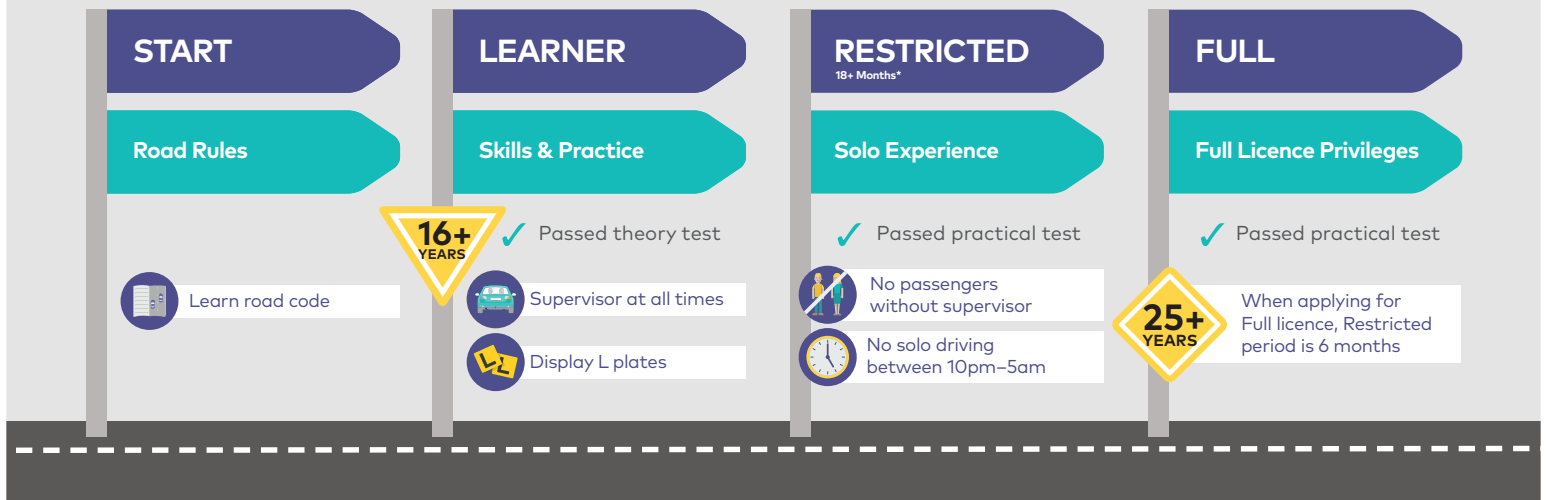 START
Road Rules
Learn road code
LEARNER
Skills & Practice
16+
YEARS
✓ Passed theory test
Supervisor at all times
L L
Display L plates
RESTRICTED
18+ Months*
Solo Experience
✓ Passed practical test
No passengers
without supervisor
No solo driving
between 10pm–5am
FULL
Full Licence Privileges
✓ Passed practical test
25+
YEARS
When applying for
Full licence, Restricted
period is 6 months